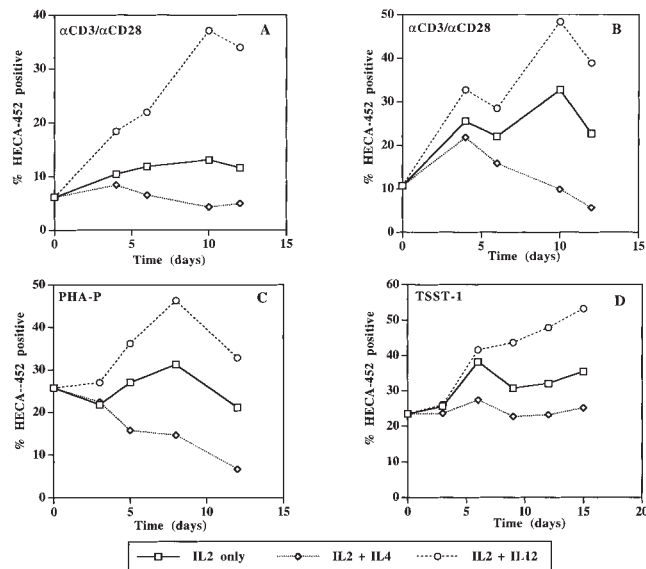 αCD3/αCD28
A
% HECA-452 positive
40
30
20
10
0
0
5
10
15
Time (days)
αCD3/αCD28
B
% HECA-452 positive
50
40
30
20
10
0
0
5
10
15
Time (days)
PHA-P
C
% HECA--452 positive
50
40
30
20
10
0
0
5
10
15
Time (days)
TSST-1
D
% HECA-452 positive
60
50
40
30
20
10
0
0
5
10
15
20
Time (days)
IL2 only
IL2 + IL4
IL2 + IL12